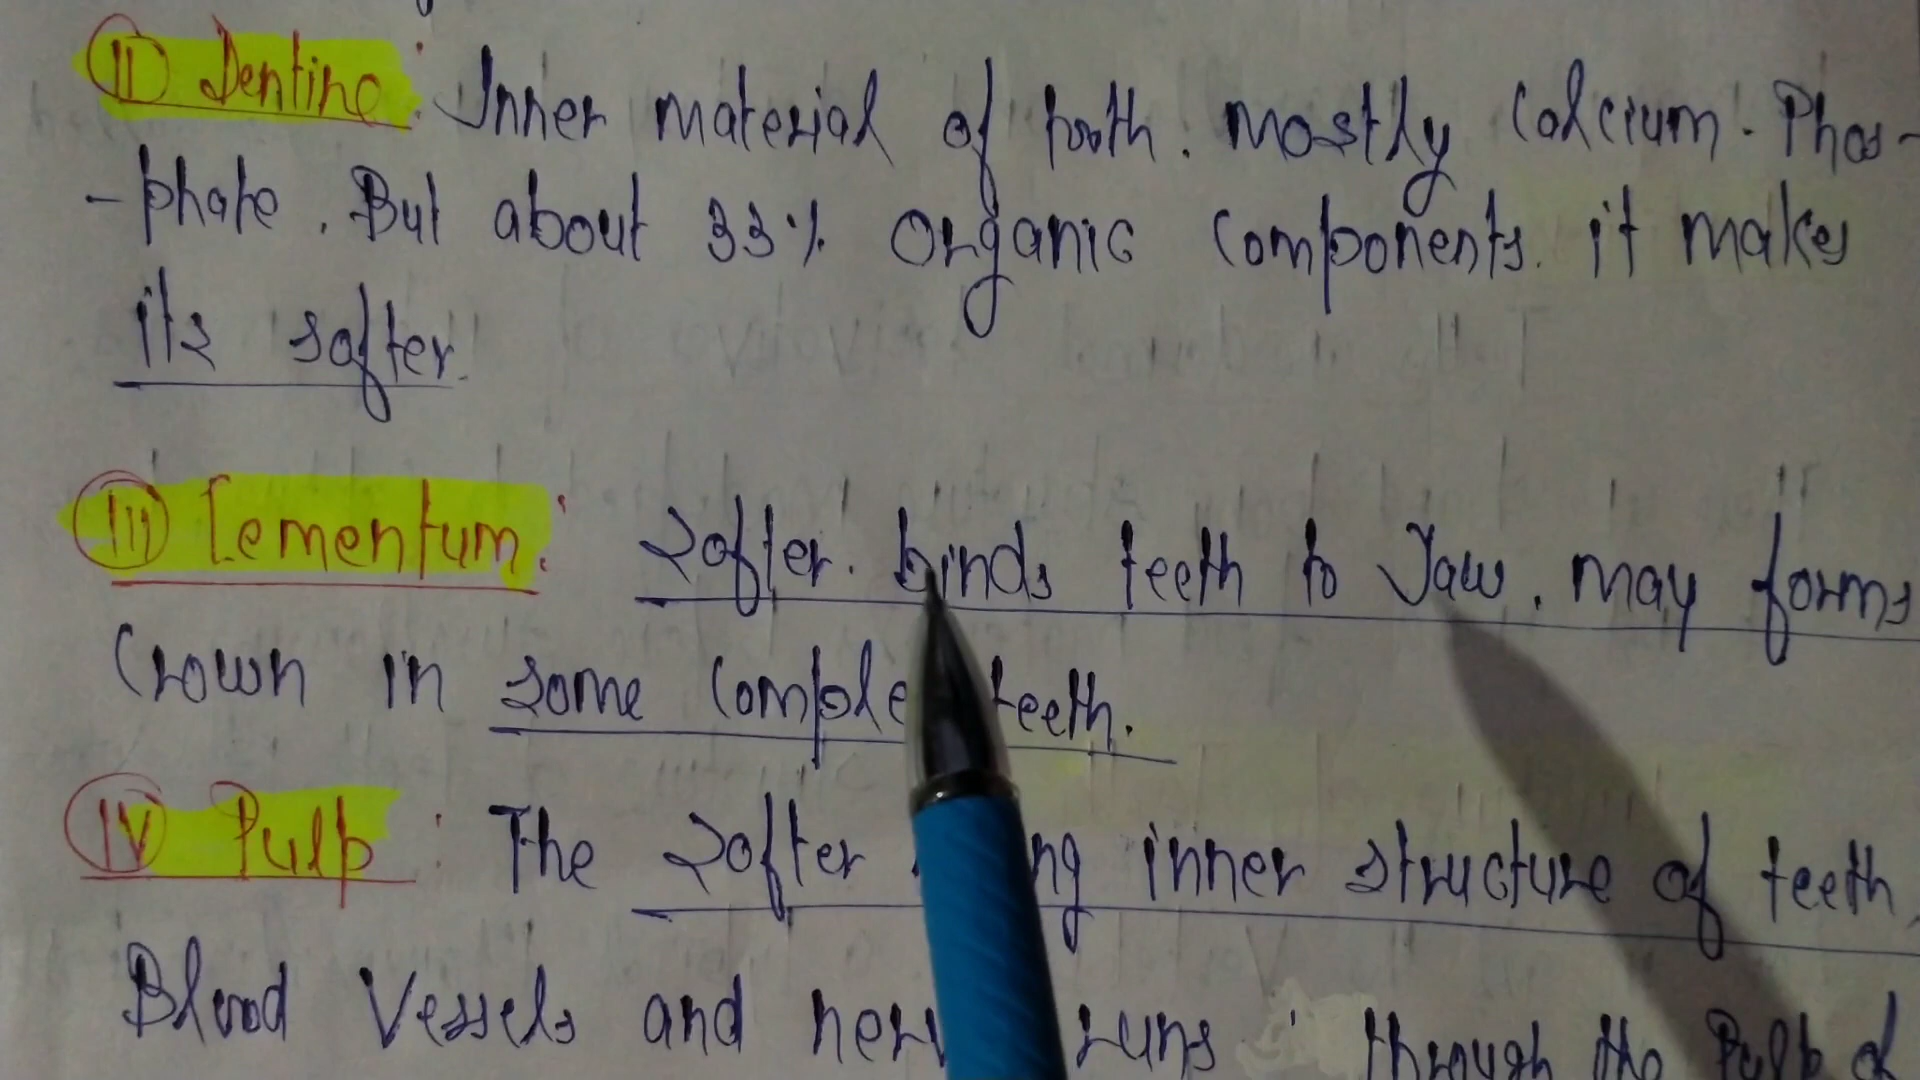 II Dentine: Inner material of tooth. mostly Calcium. Phos-
-phate. But about 33% organic components. it makes
its softer.
III Cementum: Softer. binds teeth to Jaw. may forms
Crown in some teeth.
IV Pulp: The softer inner structure of teeth.
Blood Vessels and runs through the Pulp of